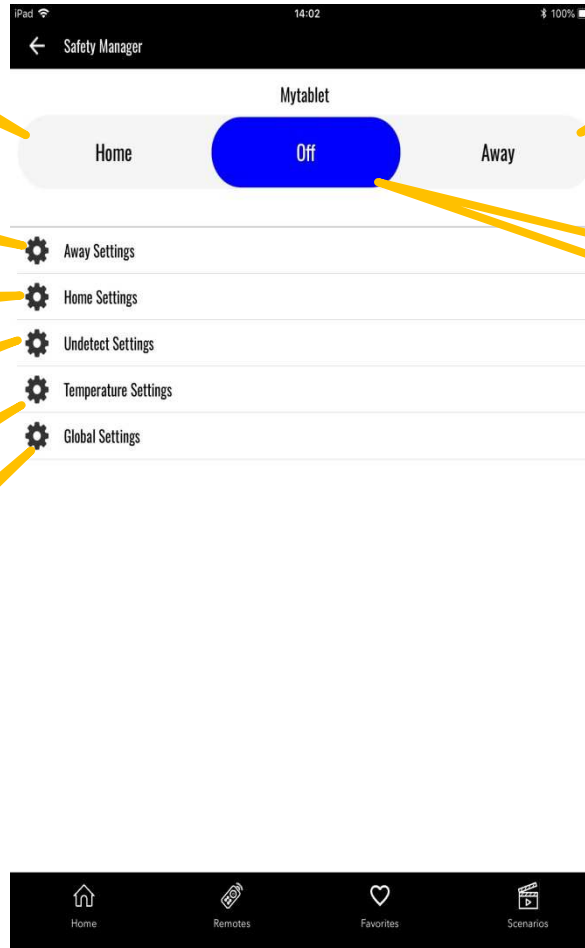 iPad 14:02 100%
Safety Manager
Mytablet
Home Off Away
Away Settings
Home Settings
Undetect Settings
Temperature Settings
Global Settings
Home Remotes Favorites Scenarios